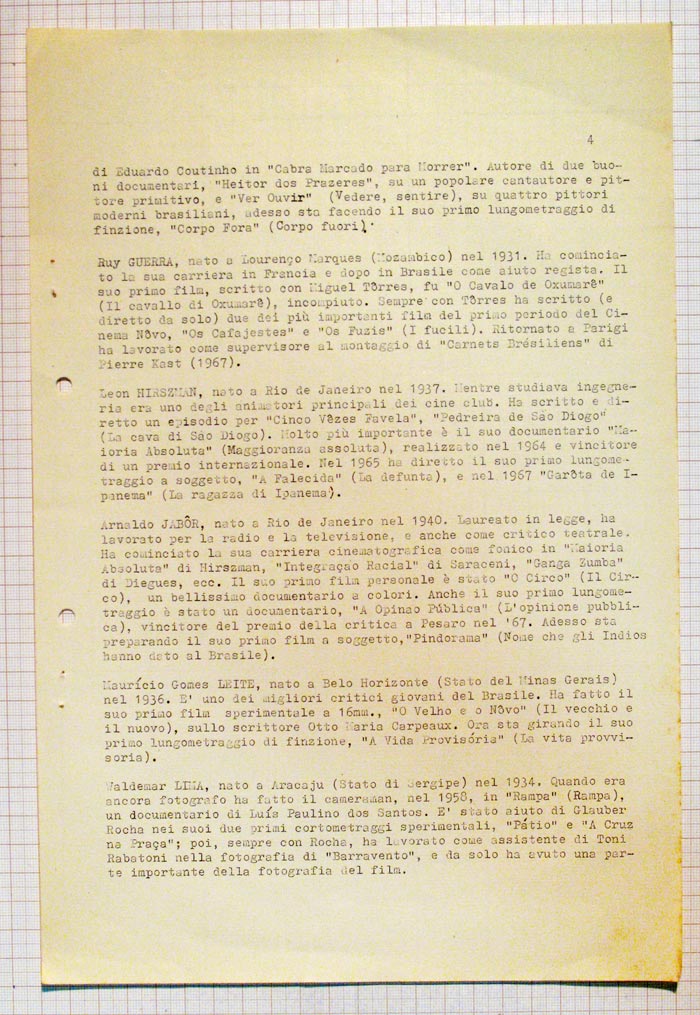 4
di Eduardo Coutinho in "Cabra Marcado para Morrer". Autore di due buo-
ni documentari, "Heitor dos Prazeres", su un popolare cantautore e pit-
tore primitivo, e "Ver Ouvir" (Vedere, sentire), su quattro pittori
moderni brasiliani, adesso sta facendo il suo primo lungometraggio di
finzione, "Corpo Fora" (Corpo fuori).
Ruy GUERRA, nato a Lourenço Marques (Mozambico) nel 1931. Ha comincia-
to la sua carriera in Francia e dopo in Brasile come aiuto regista. Il
suo primo film, scritto con Miguel Tôrres, fu "O Cavalo de Oxumarê"
(Il cavallo di Oxumarê), incompiuto. Sempre con Tôrres ha scritto (e
diretto da solo) due dei più importanti film del primo periodo del Ci-
nema Nôvo, "Os Cafajestes" e "Os Fuzis" (I fucili). Ritornato a Parigi
ha lavorato come supervisore al montaggio di "Carnets Brésiliens" di
Pierre Kast (1967).
Leon HIRSZMAN, nato a Rio de Janeiro nel 1937. Mentre studiava ingegne-
ria era uno degli animatori principali dei cine club. Ha scritto e di-
retto un episodio per "Cinco Vêzes Favela", "Pedreira de São Diogo"
(La cava di São Diogo). Molto più importante è il suo documentario "Ma-
ioria Absoluta" (Maggioranza assoluta), realizzato nel 1964 e vincitore
di un premio internazionale. Nel 1965 ha diretto il suo primo lungome-
traggio a soggetto, "A Falecida" (La defunta), e nel 1967 "Garôta de I-
panema" (La ragazza di Ipanema).
Arnaldo JABÔR, nato a Rio de Janeiro nel 1940. Laureato in legge, ha
lavorato per la radio e la televisione, e anche come critico teatrale.
Ha cominciato la sua carriera cinematografica come fonico in "Maioria
Absoluta" di Hirszman, "Integraçao Racial" di Saraceni, "Ganga Zumba"
di Diegues, ecc. Il suo primo film personale è stato "O Circo" (Il Cir-
co), un bellissimo documentario a colori. Anche il suo primo lungome-
traggio è stato un documentario, "A Opinao Pública" (L'opinione pubbli-
ca), vincitore del premio della critica a Pesaro nel '67. Adesso sta
preparando il suo primo film a soggetto,"Pindorama" (Nome che gli Indios
hanno dato al Brasile).
Maurício Gomes LEITE, nato a Belo Horizonte (Stato del Minas Gerais)
nel 1936. E' uno dei migliori critici giovani del Brasile. Ha fatto il
suo primo film sperimentale a 16mm., "O Velho e o Nôvo" (Il vecchio e
il nuovo), sullo scrittore Otto Maria Carpeaux. Ora sta girando il suo
primo lungometraggio di finzione, "A Vida Provisória" (La vita provvi-
soria).
Valdemar LIMA, nato a Aracaju (Stato di Sergipe) nel 1934. Quando era
ancora fotografo ha fatto il cameraman, nel 1958, in "Rampa" (Rampa),
un documentario di Luís Paulino dos Santos. E' stato aiuto di Glauber
Rocha nei suoi due primi cortometraggi sperimentali, "Pátio" e "A Cruz
na Praça"; poi, sempre con Rocha, ha lavorato come assistente di Toni
Rabatoni nella fotografia di "Barravento", e da solo ha avuto una par-
te importante della fotografia del film.